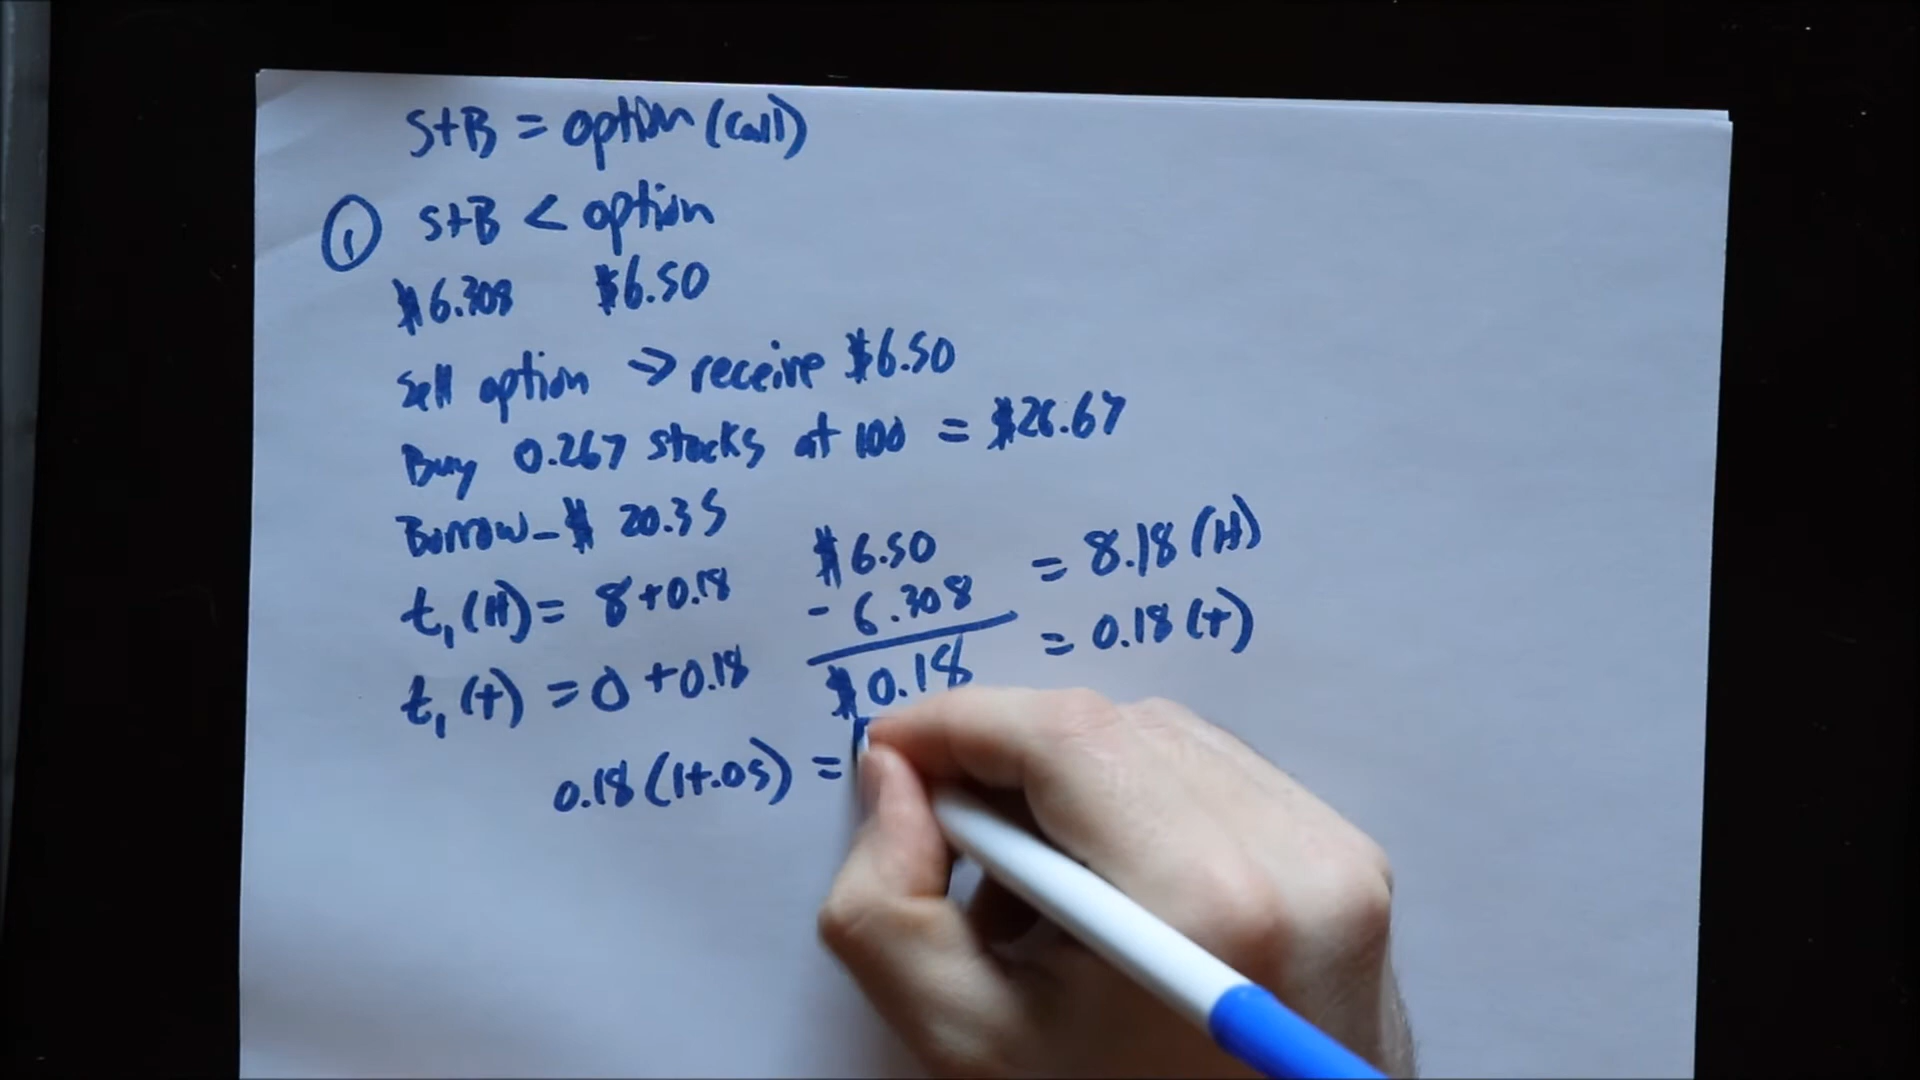 S+B = option (call)
① S+B < option
$6.308 $6.50
Sell option → receive $6.50
Buy 0.267 stocks at 100 = $26.67
Borrow - $ 20.35
t₁ (H) = 8+0.18
t₁ (t) = 0+0.18
$6.50
- 6.308
$0.18
= 8.18 (H)
= 0.18 (t)
0.18 (1+.05) =